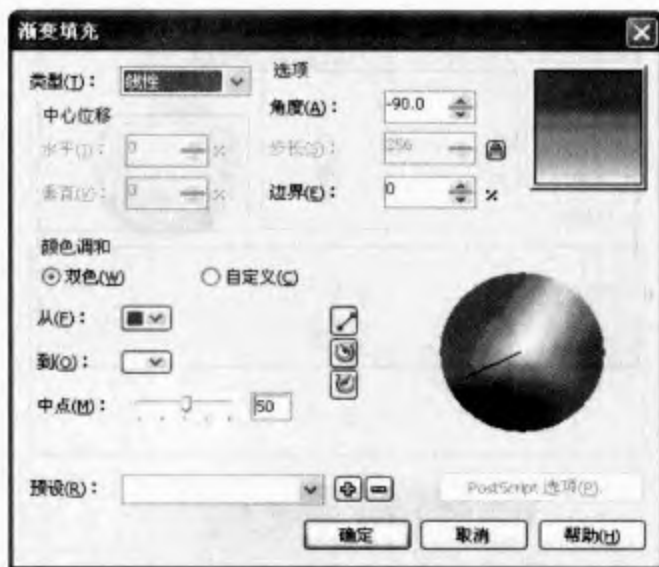 渐变填充
类型(T)： 线性
选项
角度(A)： -90.0
中心位移
水平(I)： 0 %
步长(S)： 256
垂直(V)： %
边界(E)： 0 %
颜色调和
双色(W) 自定义(C)
从(F)：
到(O)：
中点(M)： 50
预设(R)：
PostScript 选项(P).
确定 取消 帮助(H)